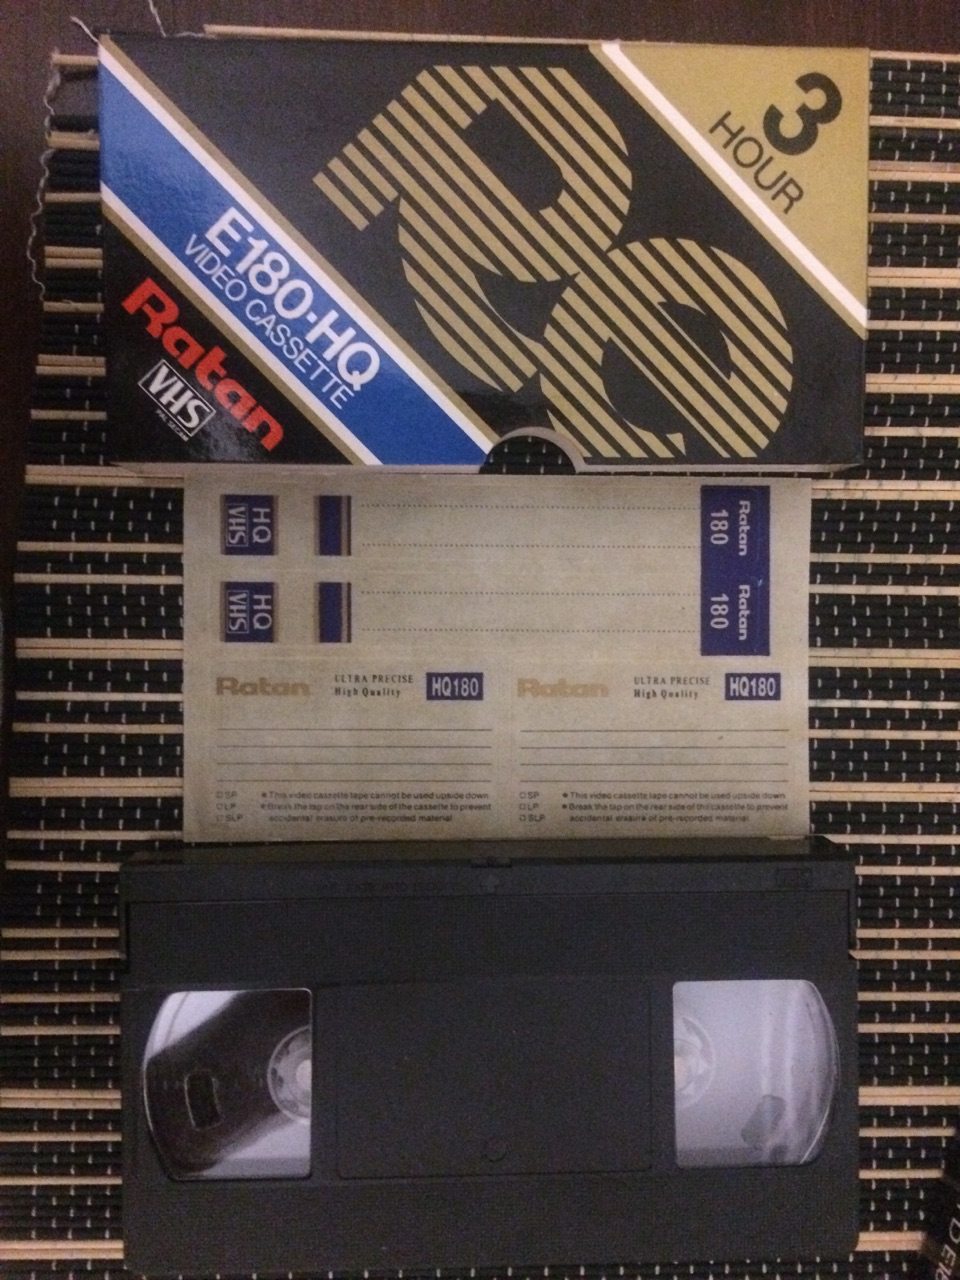 3
HOUR
E180-HQ
VIDEO CASSETTE
Ratan
VHS
PAL SECAM
HQ
VHS
Ratan
180
HQ
VHS
Ratan
180
Ratan
ULTRA PRECISE
High Quality
HQ180
Ratan
ULTRA PRECISE
High Quality
HQ180
SP
• This video cassette tape cannot be used upside down
LP
• Break the tap on the rear side of the cassette to prevent
SLP
accidental erasure of pre-recorded material
SP
• This video cassette tape cannot be used upside down
LP
• Break the tap on the rear side of the cassette to prevent
SLP
accidental erasure of pre-recorded material